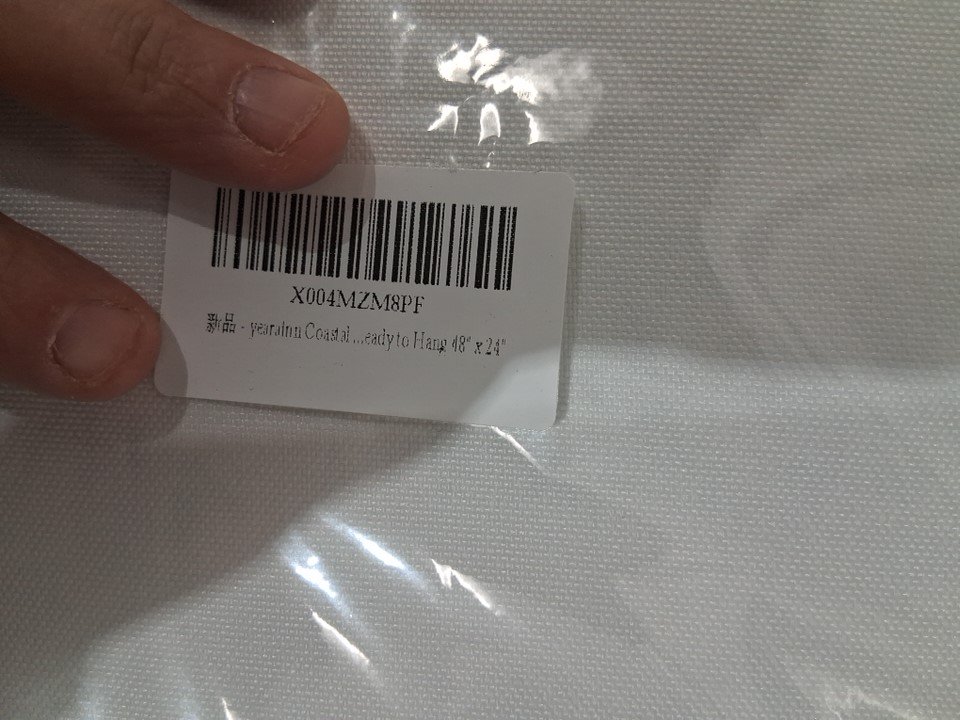 X004MZM8PF
新品 - yearainn Coastal ...eady to Hang 48" x 24"